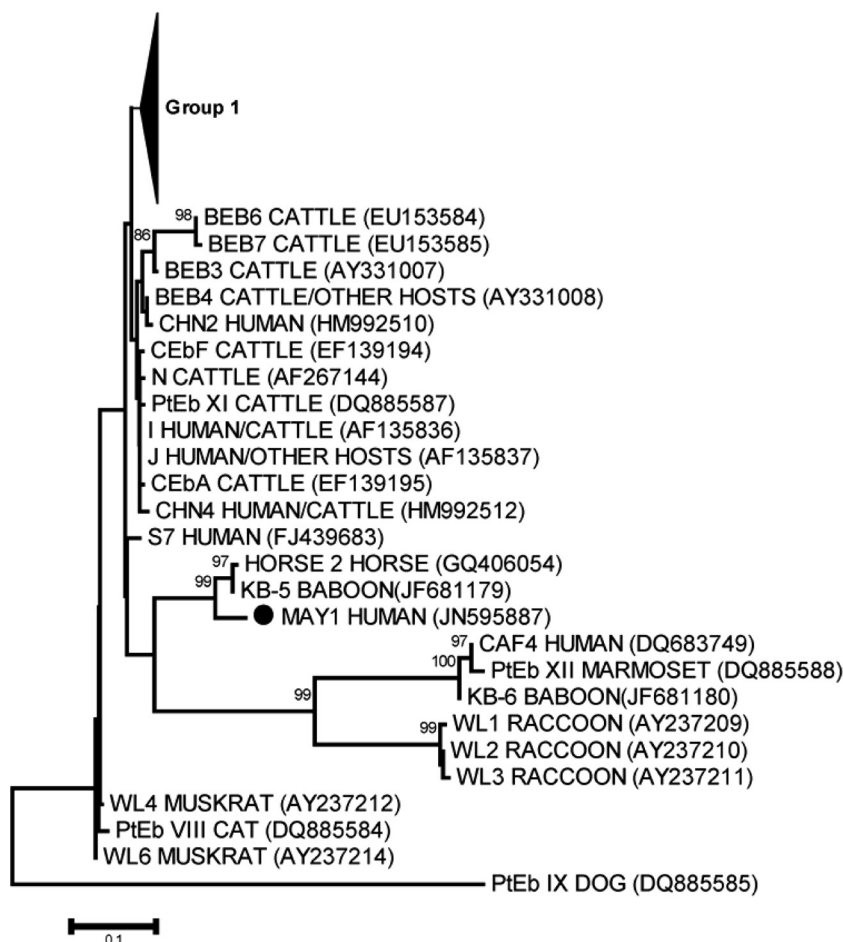 Group 1
98
BEB6 CATTLE (EU153584)
86
BEB7 CATTLE (EU153585)
BEB3 CATTLE (AY331007)
BEB4 CATTLE/OTHER HOSTS (AY331008)
CHN2 HUMAN (HM992510)
CEbF CATTLE (EF139194)
N CATTLE (AF267144)
PtEb XI CATTLE (DQ885587)
I HUMAN/CATTLE (AF135836)
J HUMAN/OTHER HOSTS (AF135837)
CEbA CATTLE (EF139195)
CHN4 HUMAN/CATTLE (HM992512)
S7 HUMAN (FJ439683)
97
HORSE 2 HORSE (GQ406054)
99
KB-5 BABOON(JF681179)
MAY1 HUMAN (JN595887)
97
CAF4 HUMAN (DQ683749)
100
PtEb XII MARMOSET (DQ885588)
99
KB-6 BABOON(JF681180)
99
WL1 RACCOON (AY237209)
WL2 RACCOON (AY237210)
WL3 RACCOON (AY237211)
WL4 MUSKRAT (AY237212)
PtEb VIII CAT (DQ885584)
WL6 MUSKRAT (AY237214)
PtEb IX DOG (DQ885585)
0.1